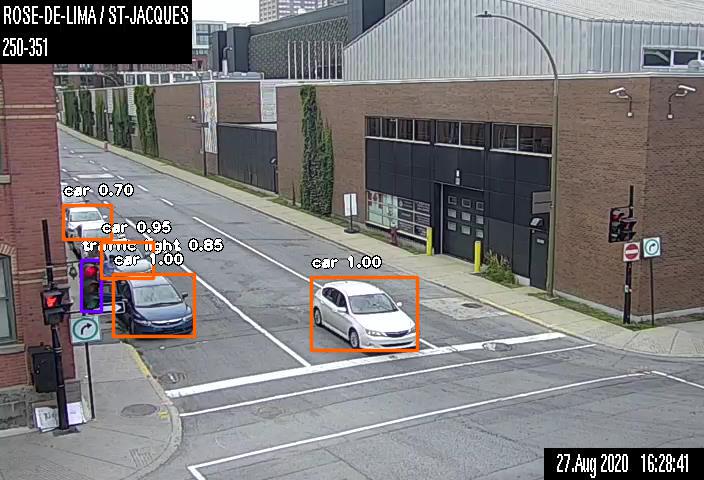 ROSE-DE-LIMA / ST-JACQUES
250-351
car 0.70
car 0.95
traffic light 0.85
car 1.00
car 1.00
27.Aug 2020 16:28:41